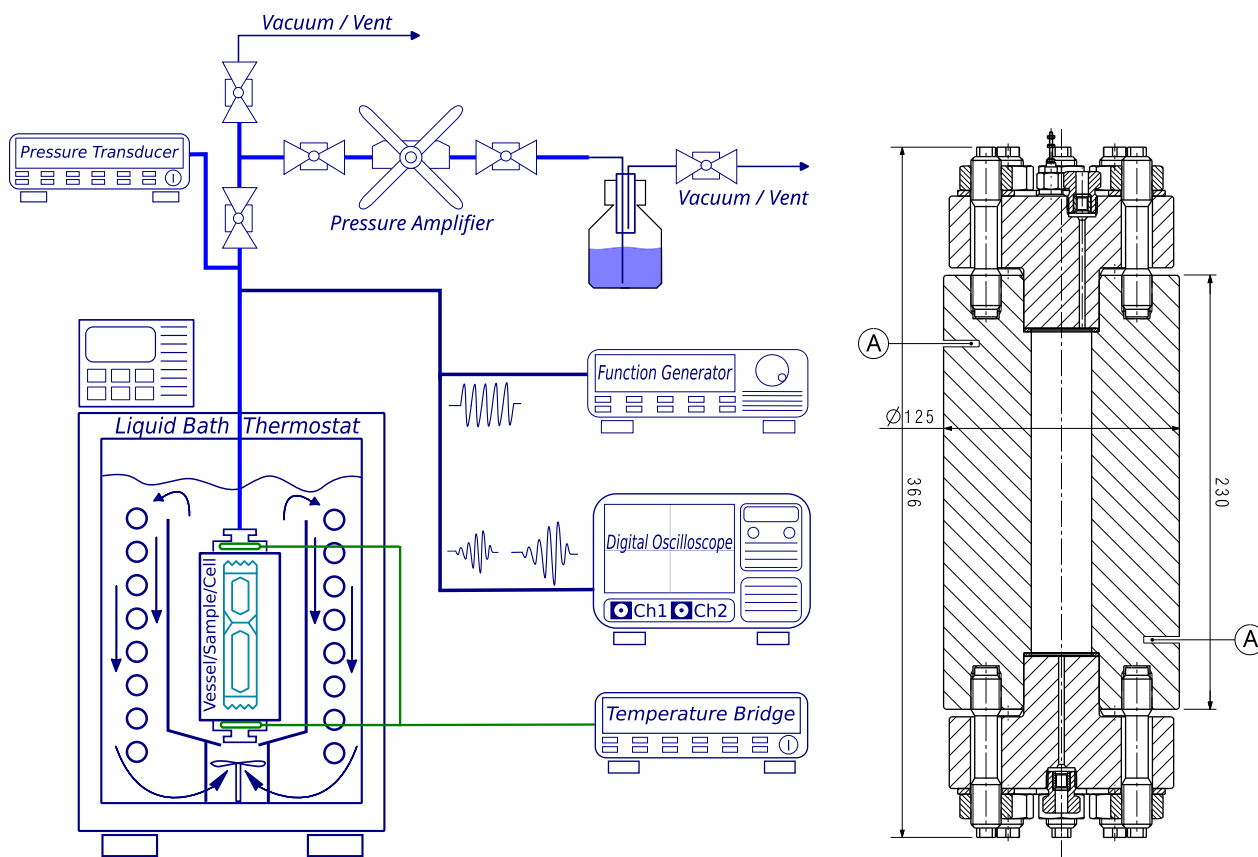 Vacuum / Vent
Pressure Transducer
Pressure Amplifier
Vacuum / Vent
Function Generator
Liquid Bath Thermostat
Digital Oscilloscope
Ch1 Ch2
Vessel/Sample/Cell
Temperature Bridge
A
Ø125
366
230
A